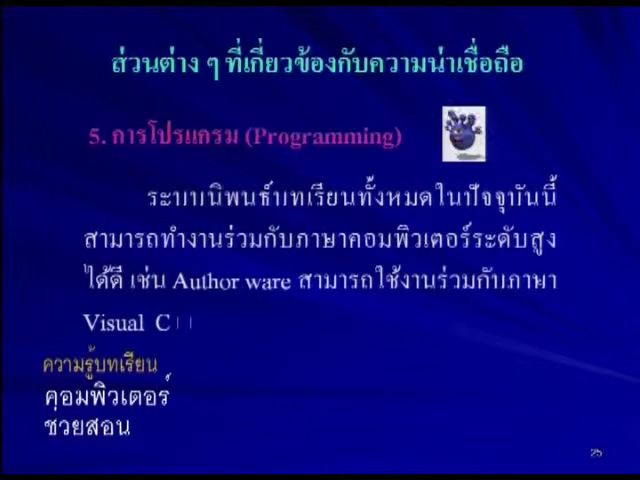 ส่วนต่าง ๆ ที่เกี่ยวข้องกับความน่าเชื่อถือ
5. การโปรแกรม (Programming)
ระบบนิพนธ์บทเรียนทั้งหมดในปัจจุบันนี้
สามารถทำงานร่วมกับภาษาคอมพิวเตอร์ระดับสูง
ได้ดี เช่น Author ware สามารถใช้งานร่วมกับภาษา
Visual C
ความรู้บทเรียน
คอมพิวเตอร์
ช่วยสอน
25